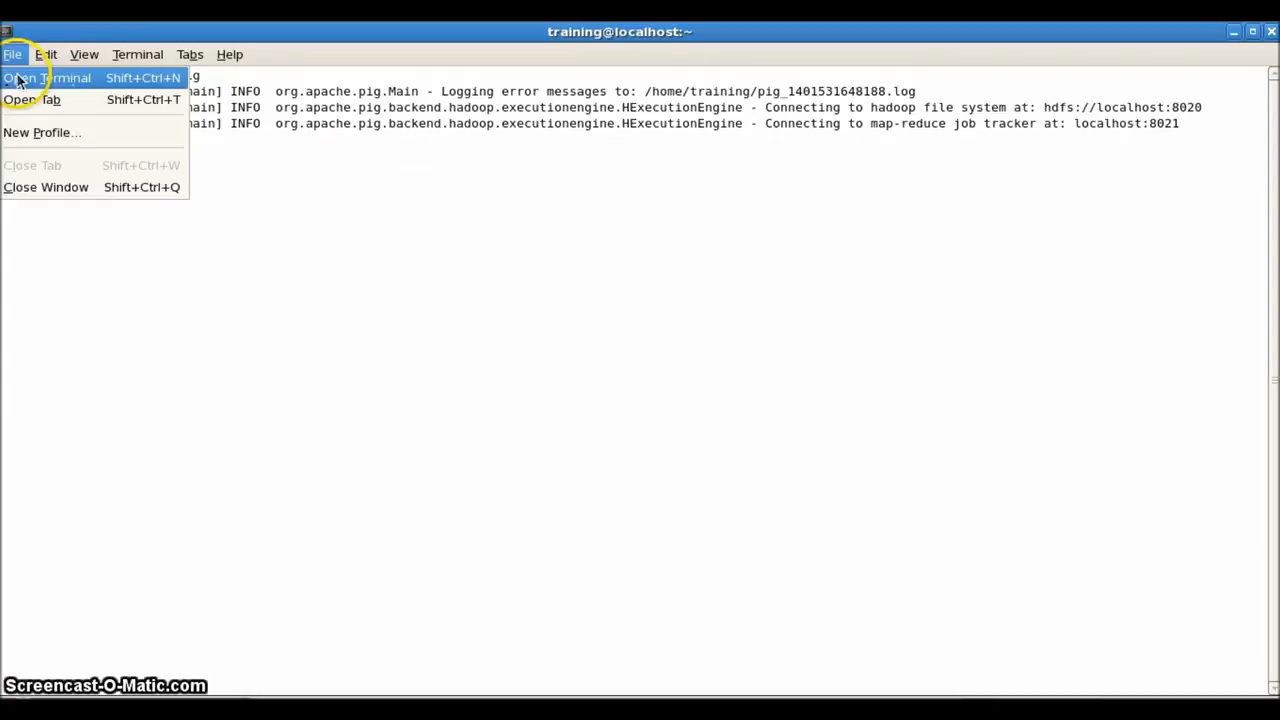 training@localhost:~
File Edit View Terminal Tabs Help
Open Terminal Shift+Ctrl+N
Open Tab Shift+Ctrl+T
New Profile...
Close Tab Shift+Ctrl+W
Close Window Shift+Ctrl+Q
g
main] INFO org.apache.pig.Main - Logging error messages to: /home/training/pig_1401531648188.log
main] INFO org.apache.pig.backend.hadoop.executionengine.HExecutionEngine - Connecting to hadoop file system at: hdfs://localhost:8020
main] INFO org.apache.pig.backend.hadoop.executionengine.HExecutionEngine - Connecting to map-reduce job tracker at: localhost:8021
Screencast-O-Matic.com